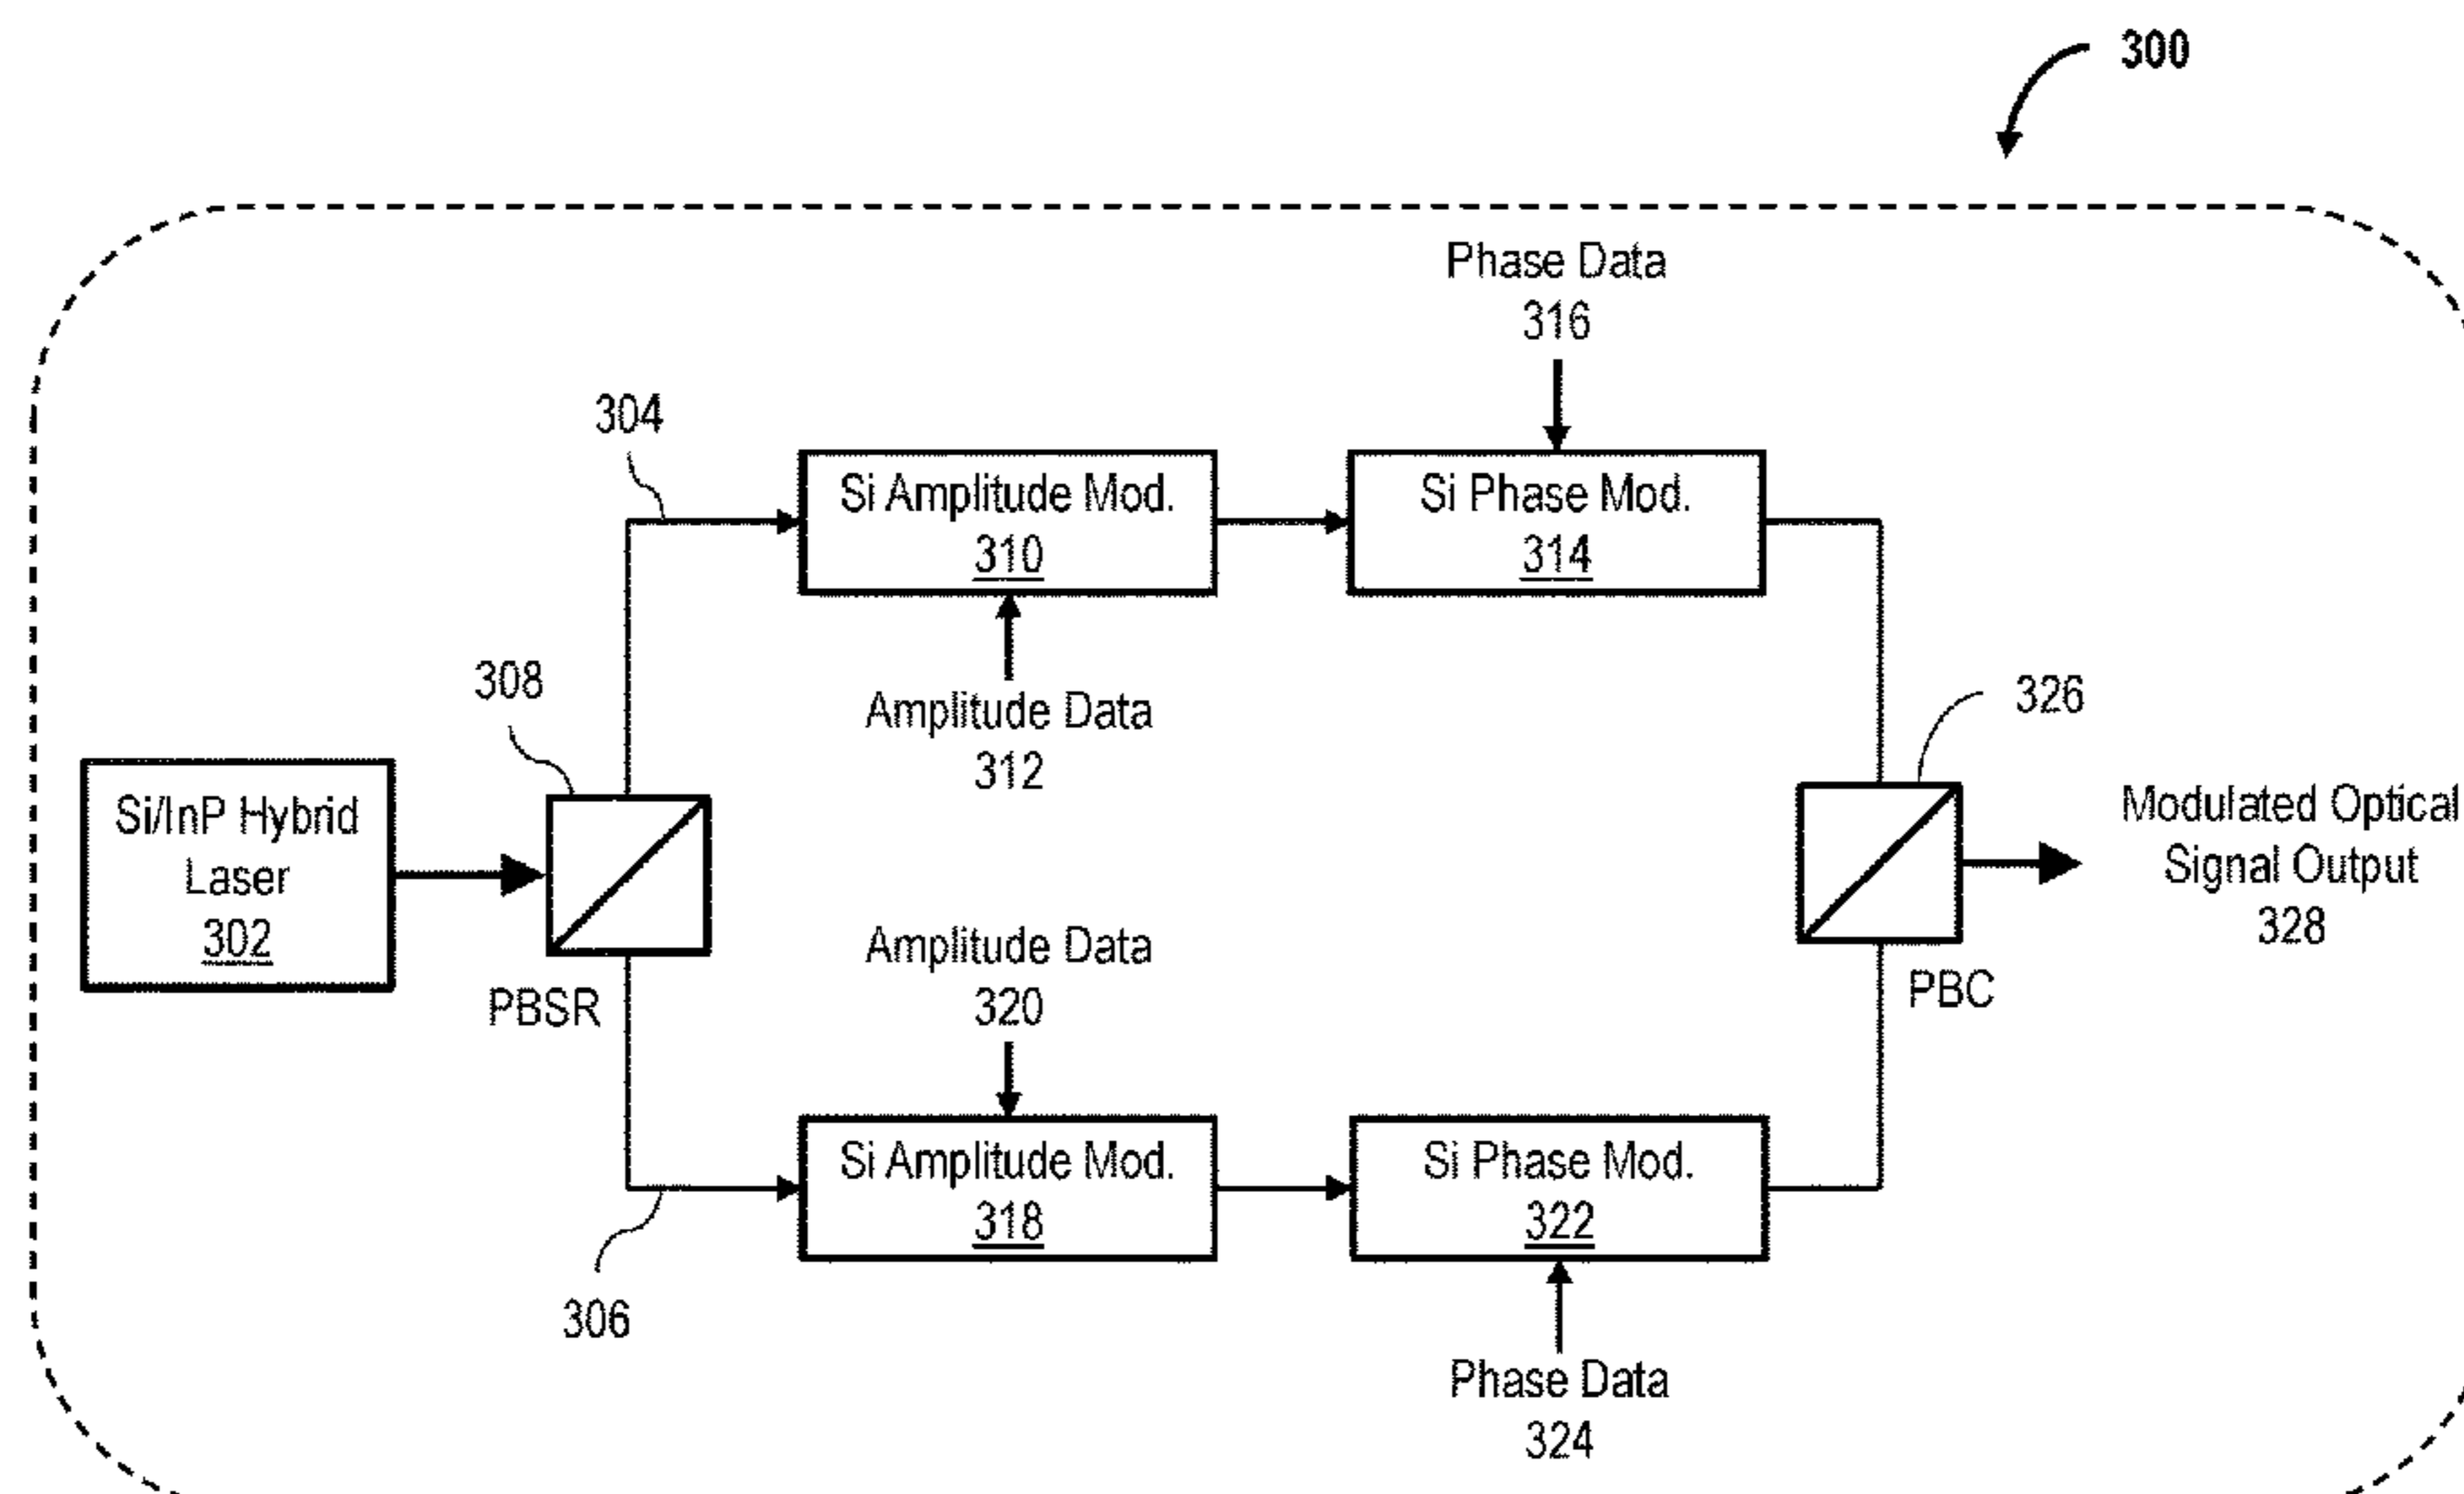 300
Phase Data
316
304
Si Amplitude Mod.
310
Si Phase Mod.
314
308
Amplitude Data
312
326
Si/InP Hybrid
Laser
302
Modulated Optical
Signal Output
328
PBSR
Amplitude Data
320
PBC
Si Amplitude Mod.
318
Si Phase Mod.
322
306
Phase Data
324